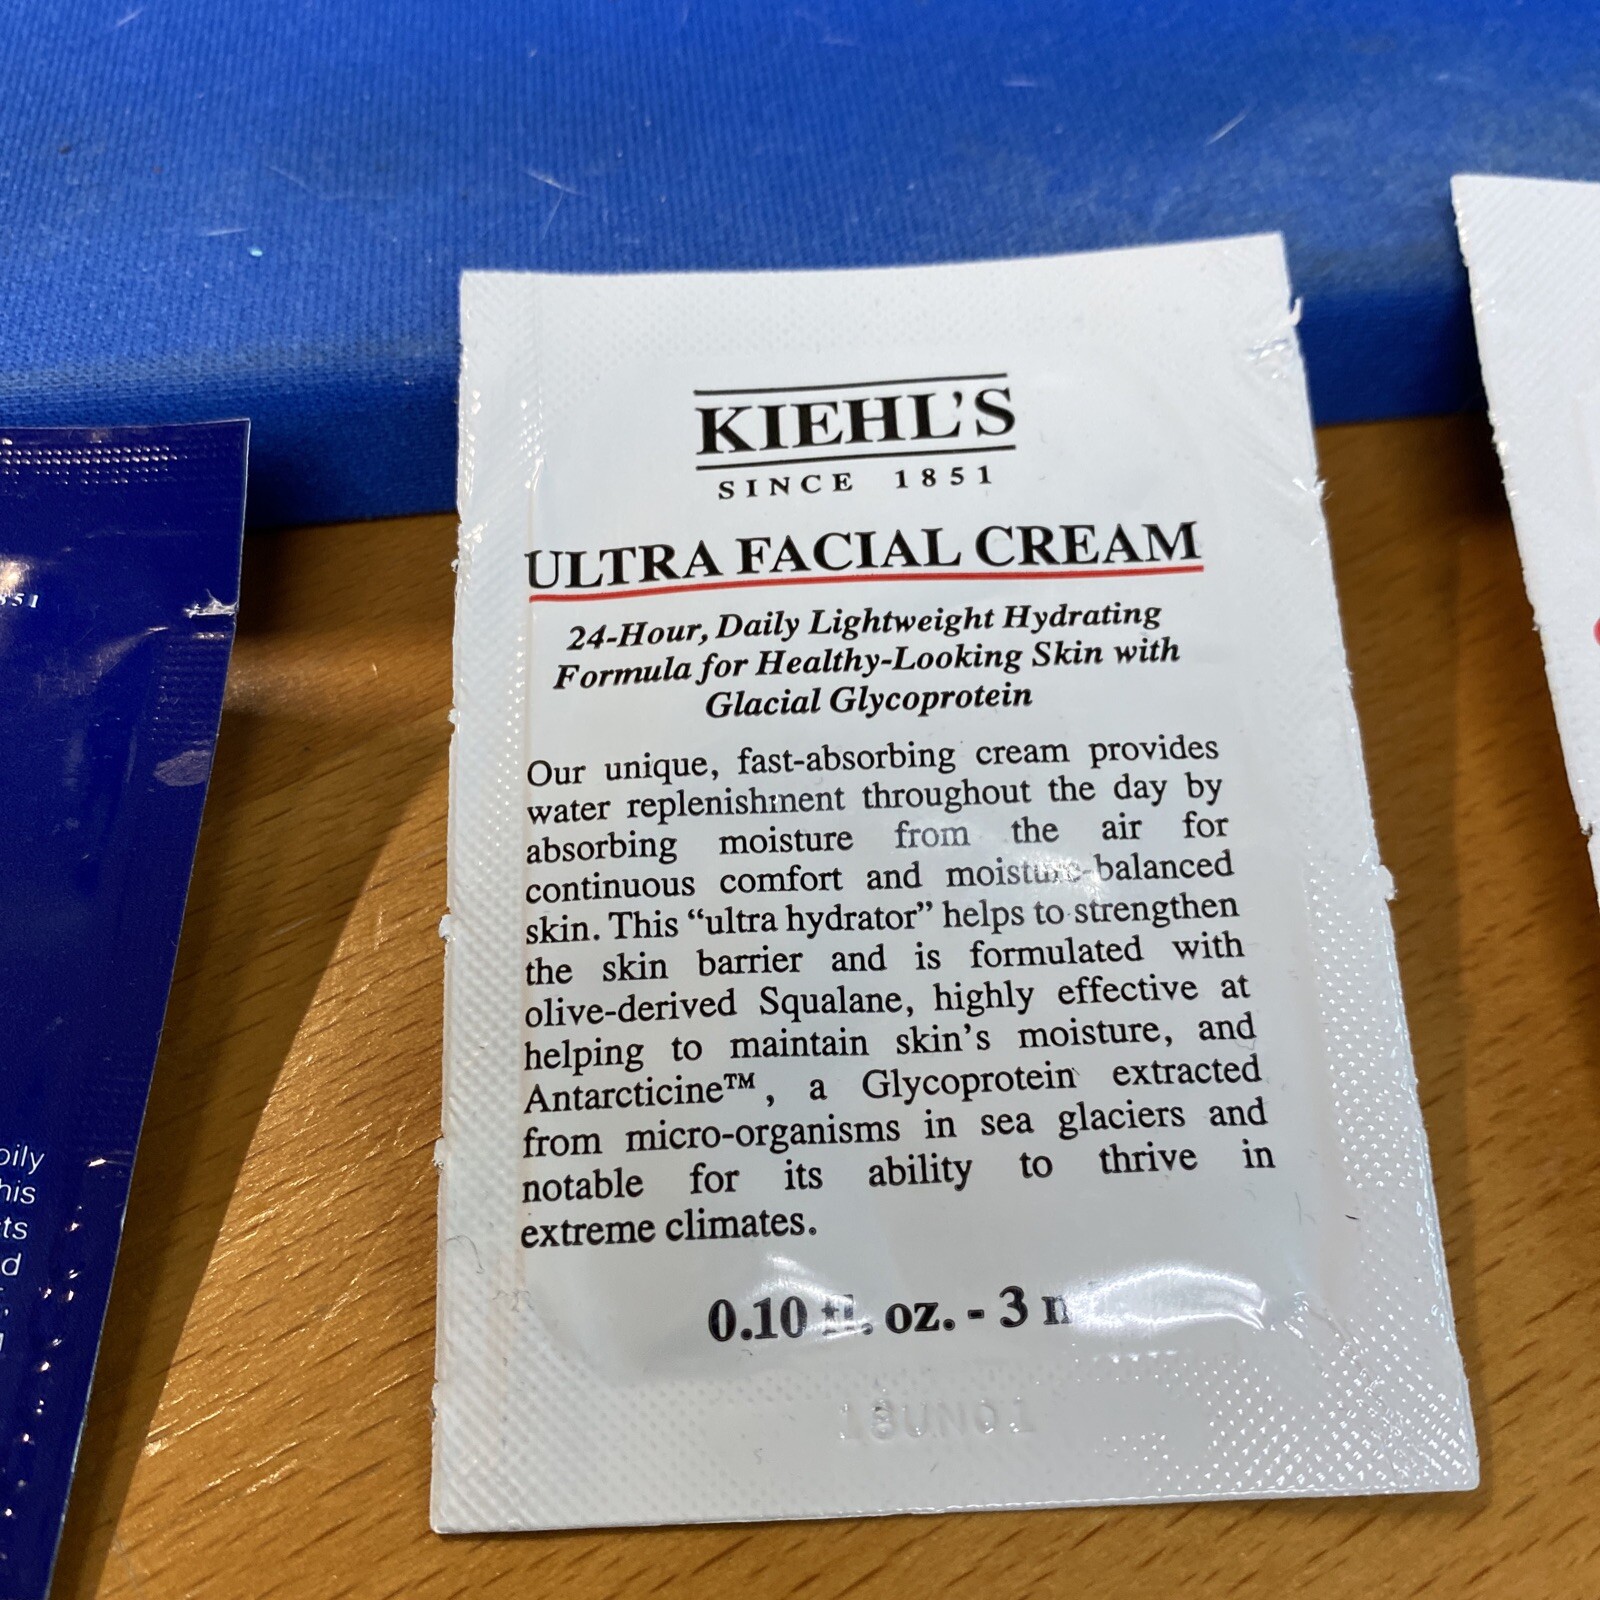 KIEHL'S
SINCE 1851
ULTRA FACIAL CREAM
24-Hour, Daily Lightweight Hydrating
Formula for Healthy-Looking Skin with
Glacial Glycoprotein
Our unique, fast-absorbing cream provides
water replenishment throughout the day by
absorbing moisture from the air for
continuous comfort and moisture-balanced
skin. This “ultra hydrator” helps to strengthen
the skin barrier and is formulated with
olive-derived Squalane, highly effective at
helping to maintain skin's moisture, and
Antarcticine™, a Glycoprotein extracted
from micro-organisms in sea glaciers and
notable for its ability to thrive in
extreme climates.
0.10 fl. oz. - 3
18UN01